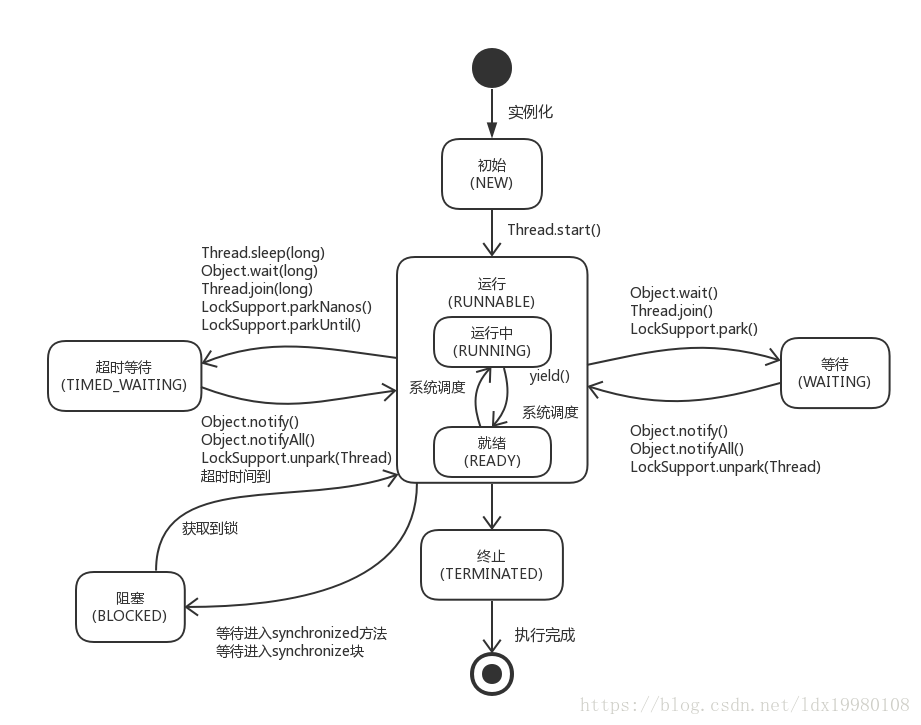 实例化
初始
(NEW)
Thread.start()
Thread.sleep(long)
Object.wait(long)
Thread.join(long)
LockSupport.parkNanos()
LockSupport.parkUntil()
运行
(RUNNABLE)
运行中
(RUNNING)
系统调度
yield()
系统调度
就绪
(READY)
Object.wait()
Thread.join()
LockSupport.park()
超时等待
(TIMED_WAITING)
等待
(WAITING)
Object.notify()
Object.notifyAll()
LockSupport.unpark(Thread)
超时时间到
Object.notify()
Object.notifyAll()
LockSupport.unpark(Thread)
获取到锁
终止
(TERMINATED)
阻塞
(BLOCKED)
等待进入synchronized方法
等待进入synchronize块
执行完成
https://blog.csdn.net/ldx19980108